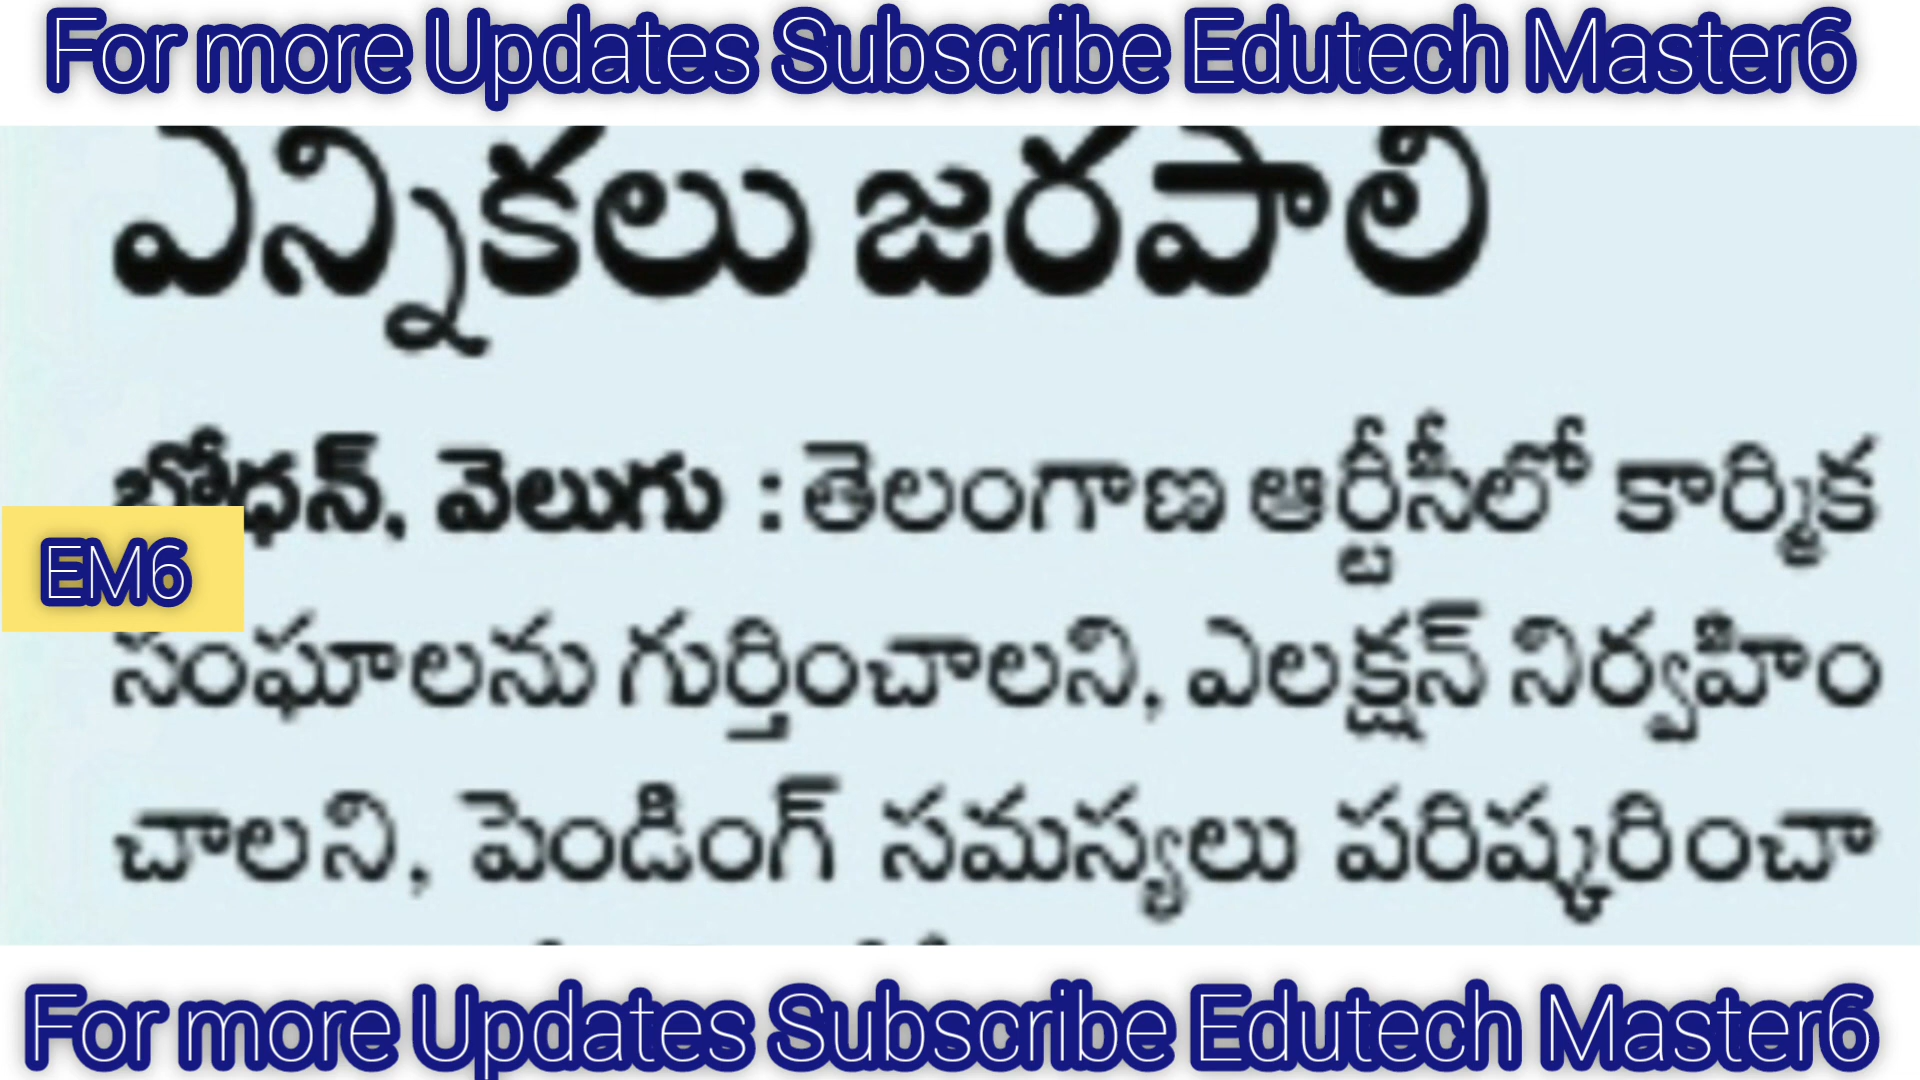 For more Updates Subscribe Edutech Master6
ఎన్నికలు జరపాలి
బోధన్, వెలుగు : తెలంగాణ ఆర్టీసీలో కార్మిక
EM6
సంఘాలను గుర్తించాలని, ఎలక్షన్ నిర్వహిం
చాలని, పెండింగ్ సమస్యలు పరిష్కరించా
For more Updates Subscribe Edutech Master6